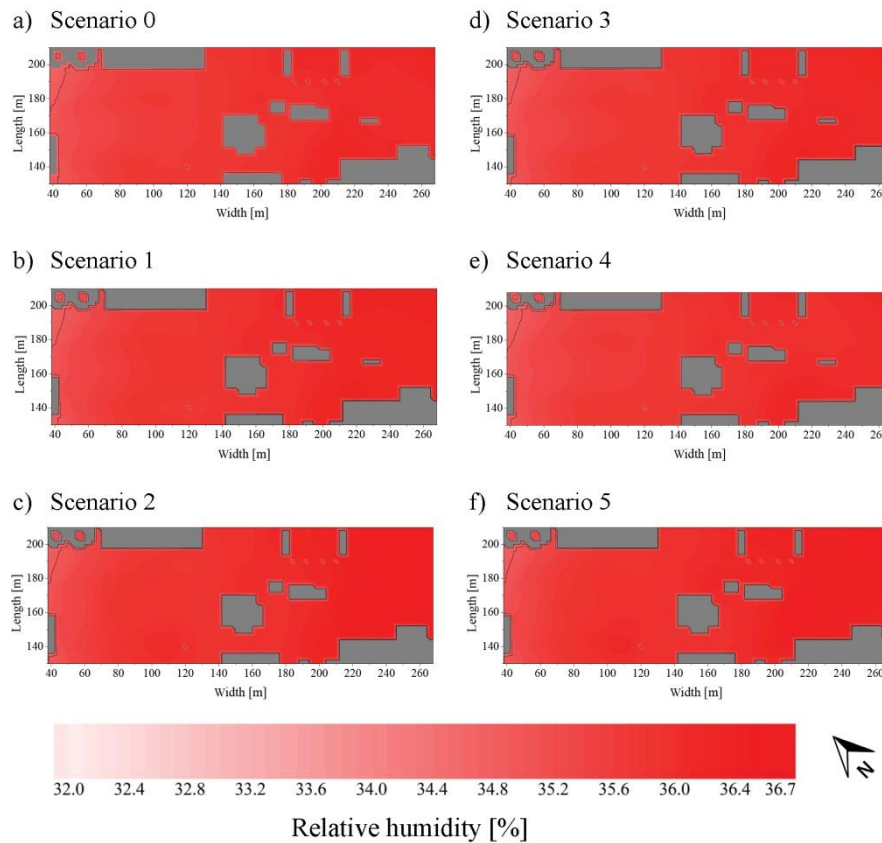 a) Scenario 0
200
180
160
140
Length [m]
40 60 80 100 120 140 160 180 200 220 240 260
Width [m]
d) Scenario 3
200
180
160
140
Length [m]
40 60 80 100 120 140 160 180 200 220 240 260
Width [m]
b) Scenario 1
200
180
160
140
Length [m]
40 60 80 100 120 140 160 180 200 220 240 260
Width [m]
e) Scenario 4
200
180
160
140
Length [m]
40 60 80 100 120 140 160 180 200 220 240 260
Width [m]
c) Scenario 2
200
180
160
140
Length [m]
40 60 80 100 120 140 160 180 200 220 240 260
Width [m]
f) Scenario 5
200
180
160
140
Length [m]
40 60 80 100 120 140 160 180 200 220 240 260
Width [m]
32.0 32.4 32.8 33.2 33.6 34.0 34.4 34.8 35.2 35.6 36.0 36.4 36.7
Relative humidity [%]
N